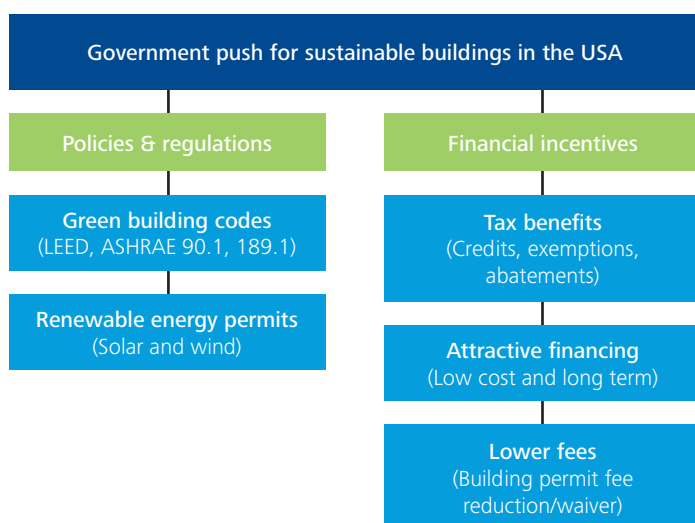 Government push for sustainable buildings in the USA
Policies & regulations
Green building codes
(LEED, ASHRAE 90.1, 189.1)
Renewable energy permits
(Solar and wind)
Financial incentives
Tax benefits
(Credits, exemptions,
abatements)
Attractive financing
(Low cost and long term)
Lower fees
(Building permit fee
reduction/waiver)